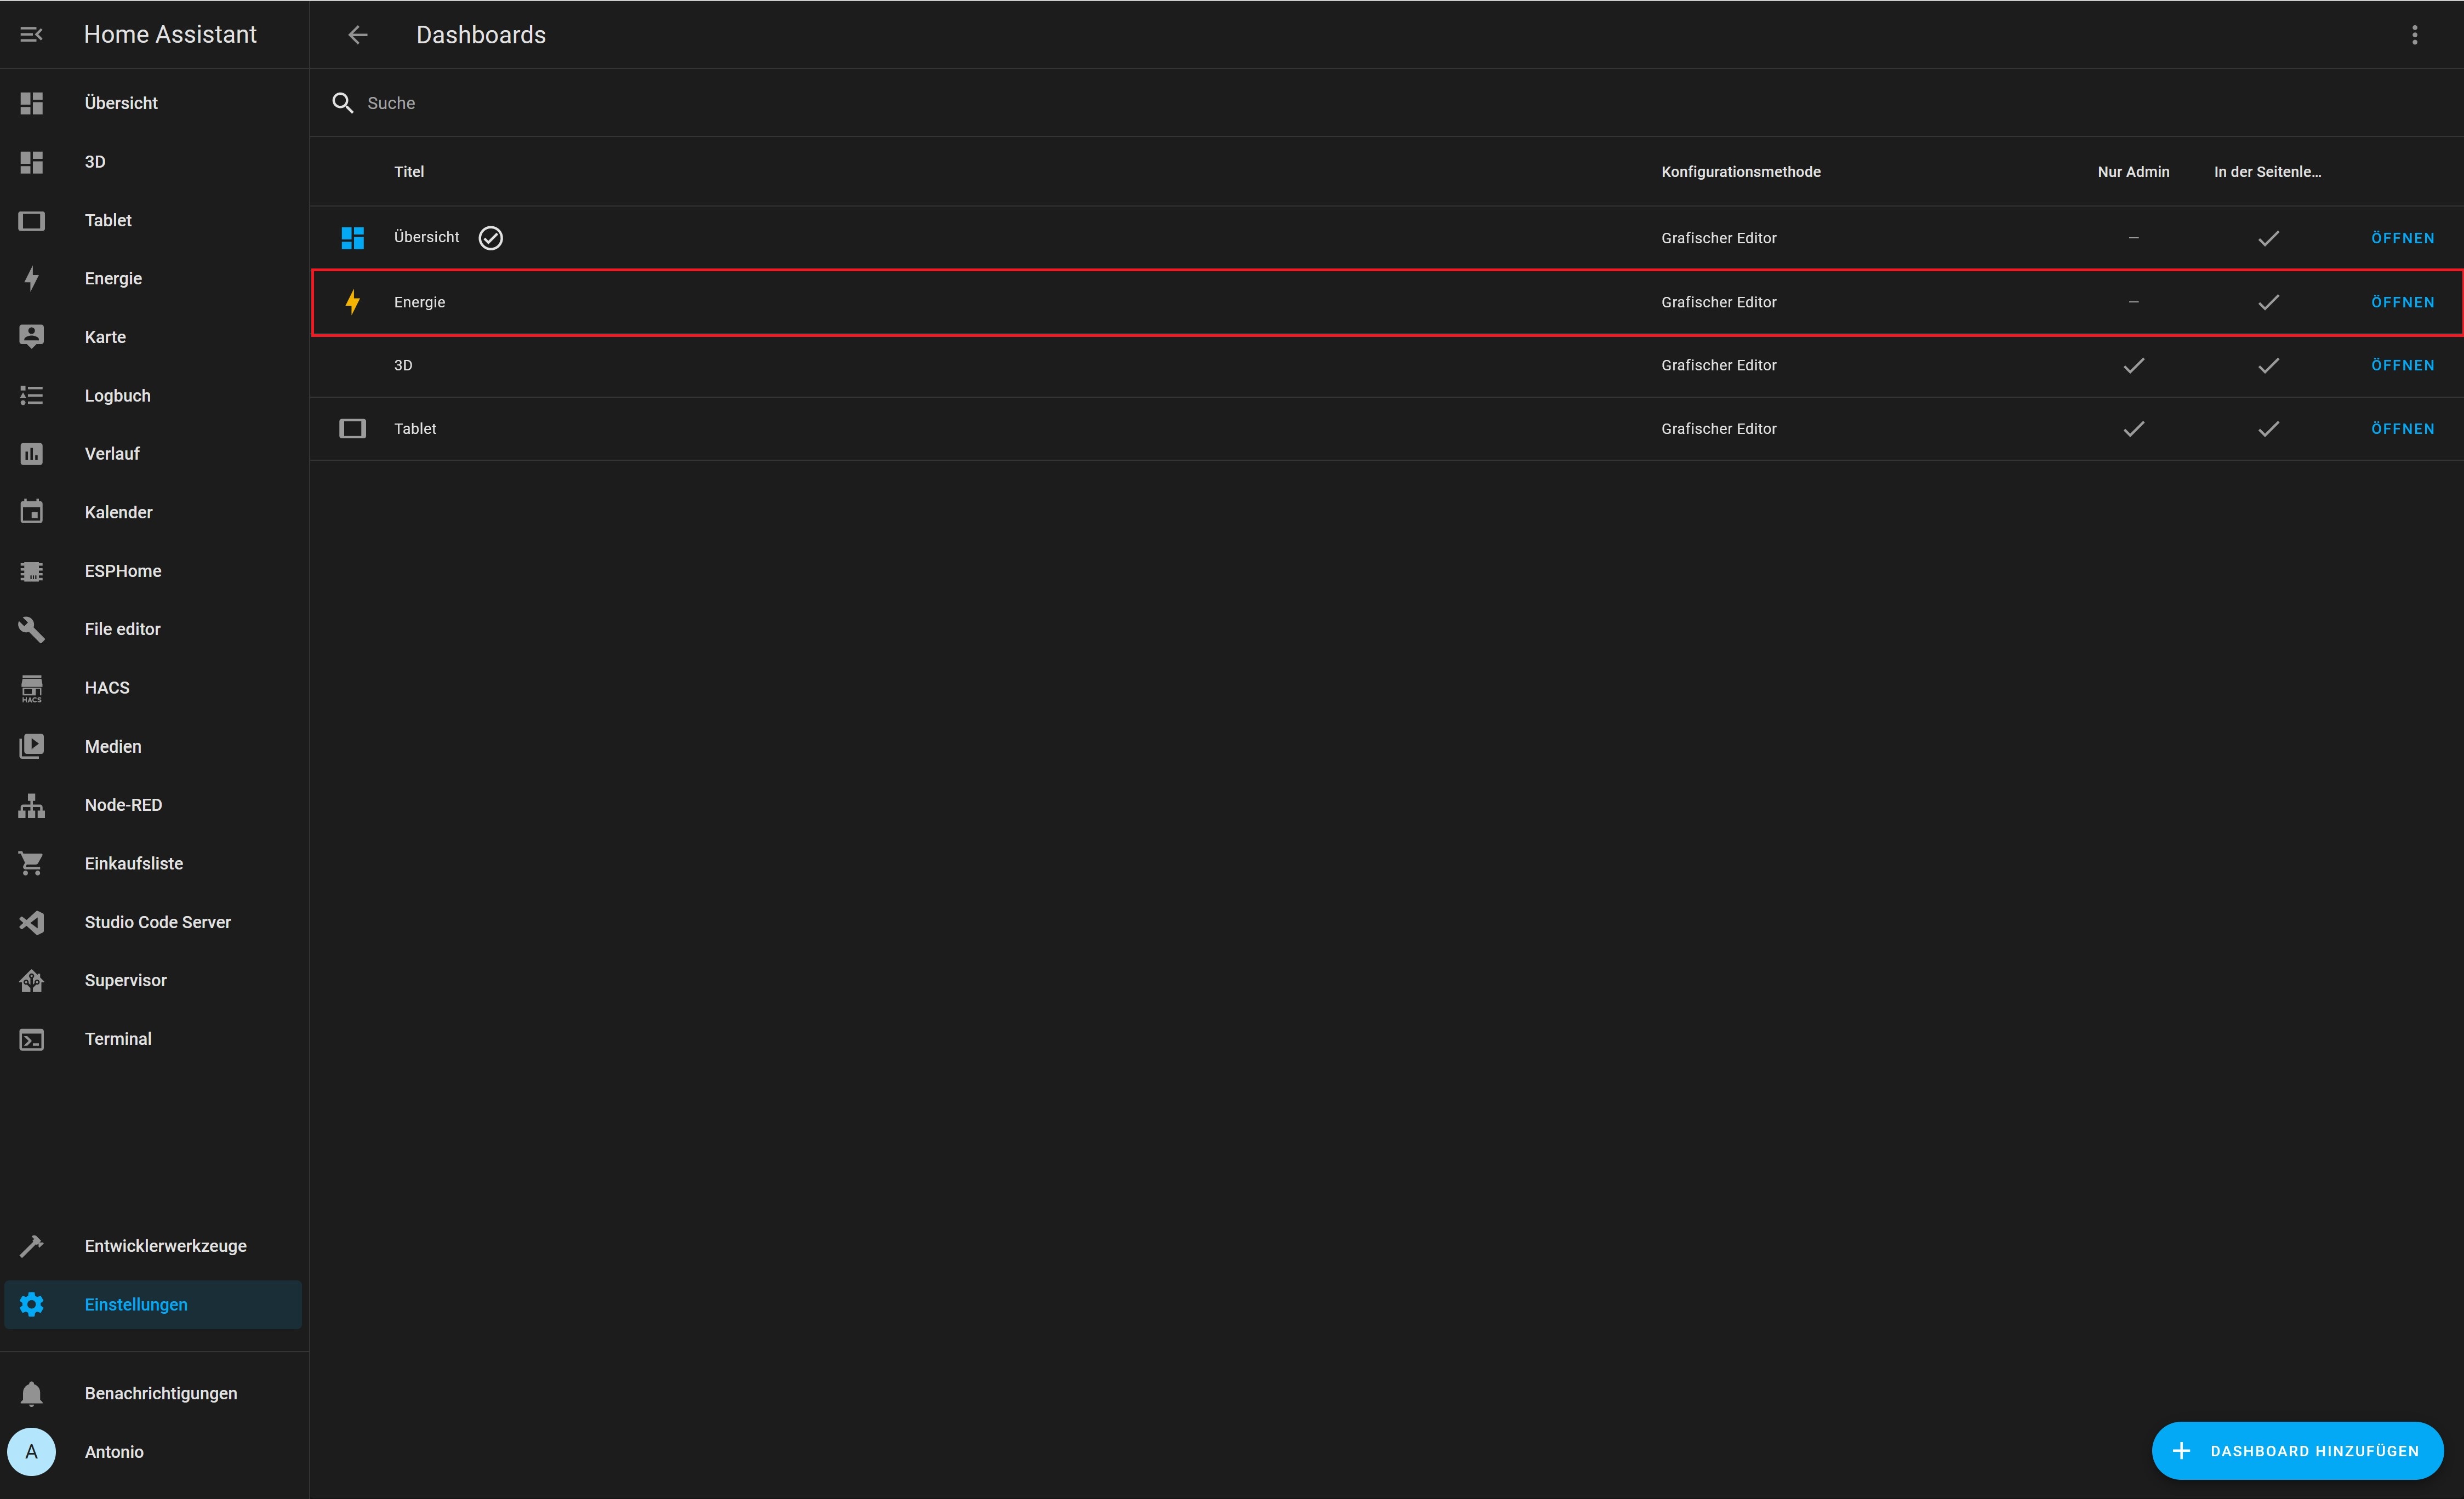 Home Assistant
Übersicht
3D
Tablet
Energie
Karte
Logbuch
Verlauf
Kalender
ESPHome
File editor
HACS
HACS
Medien
Node-RED
Einkaufsliste
Studio Code Server
Supervisor
Terminal
Entwicklerwerkzeuge
Einstellungen
Benachrichtigungen
A Antonio
Dashboards
Suche
Titel Konfigurationsmethode Nur Admin In der Seitenle...
Übersicht Grafischer Editor – ÖFFNEN
Energie Grafischer Editor – ÖFFNEN
3D Grafischer Editor ÖFFNEN
Tablet Grafischer Editor ÖFFNEN
DASHBOARD HINZUFÜGEN